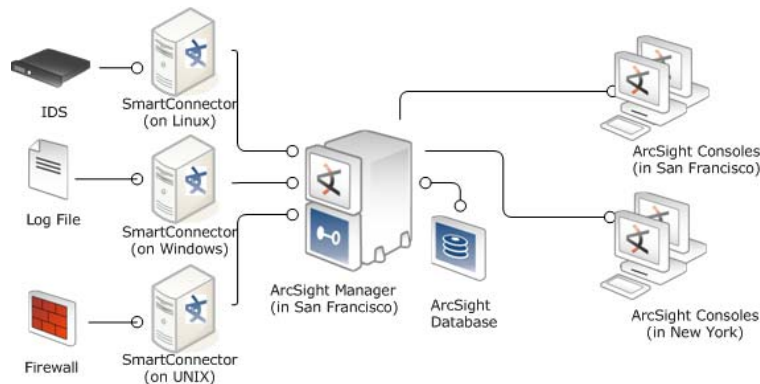 IDS
SmartConnector
(on Linux)
Log File
SmartConnector
(on Windows)
Firewall
SmartConnector
(on UNIX)
ArcSight Manager
(in San Francisco)
ArcSight
Database
ArcSight Consoles
(in San Francisco)
ArcSight Consoles
(in New York)